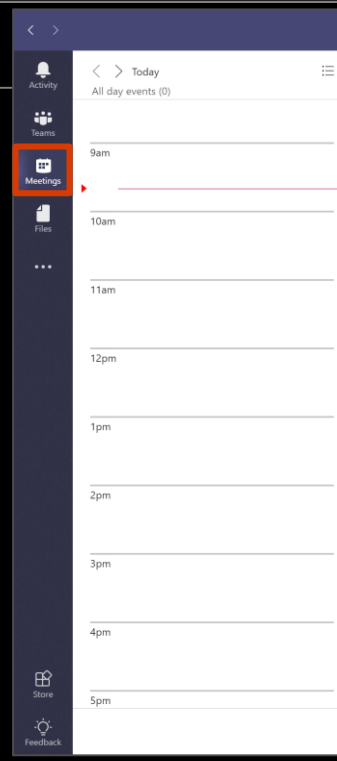 Activity
Teams
Meetings
Files
Store
Feedback
Today
All day events (0)
9am
10am
11am
12pm
1pm
2pm
3pm
4pm
5pm